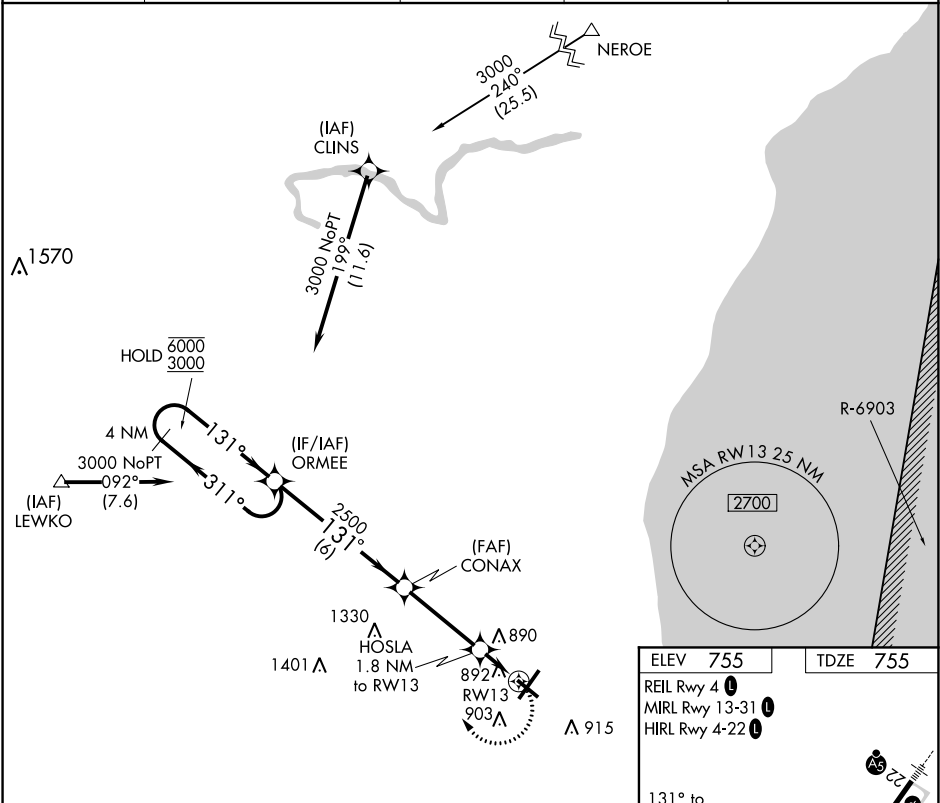 NEROE
3000
240°
(25.5)
(IAF)
CLINS
3000 NoPT
199°
(11.6)
1570
HOLD 6000
3000
4 NM
131°
311°
3000 NoPT
092°
(7.6)
(IAF)
LEWKO
(IF/IAF)
ORMEE
2500
131°
(6)
(FAF)
CONAX
R-6903
MSA RW13 25 NM
2700
1330
HOSLA
1.8 NM
to RW13
1401
890
892
RW13
903
915
ELEV 755
TDZE 755
REIL Rwy 4 L
MIRL Rwy 13-31 L
HIRL Rwy 4-22 L
A5
22
131° to